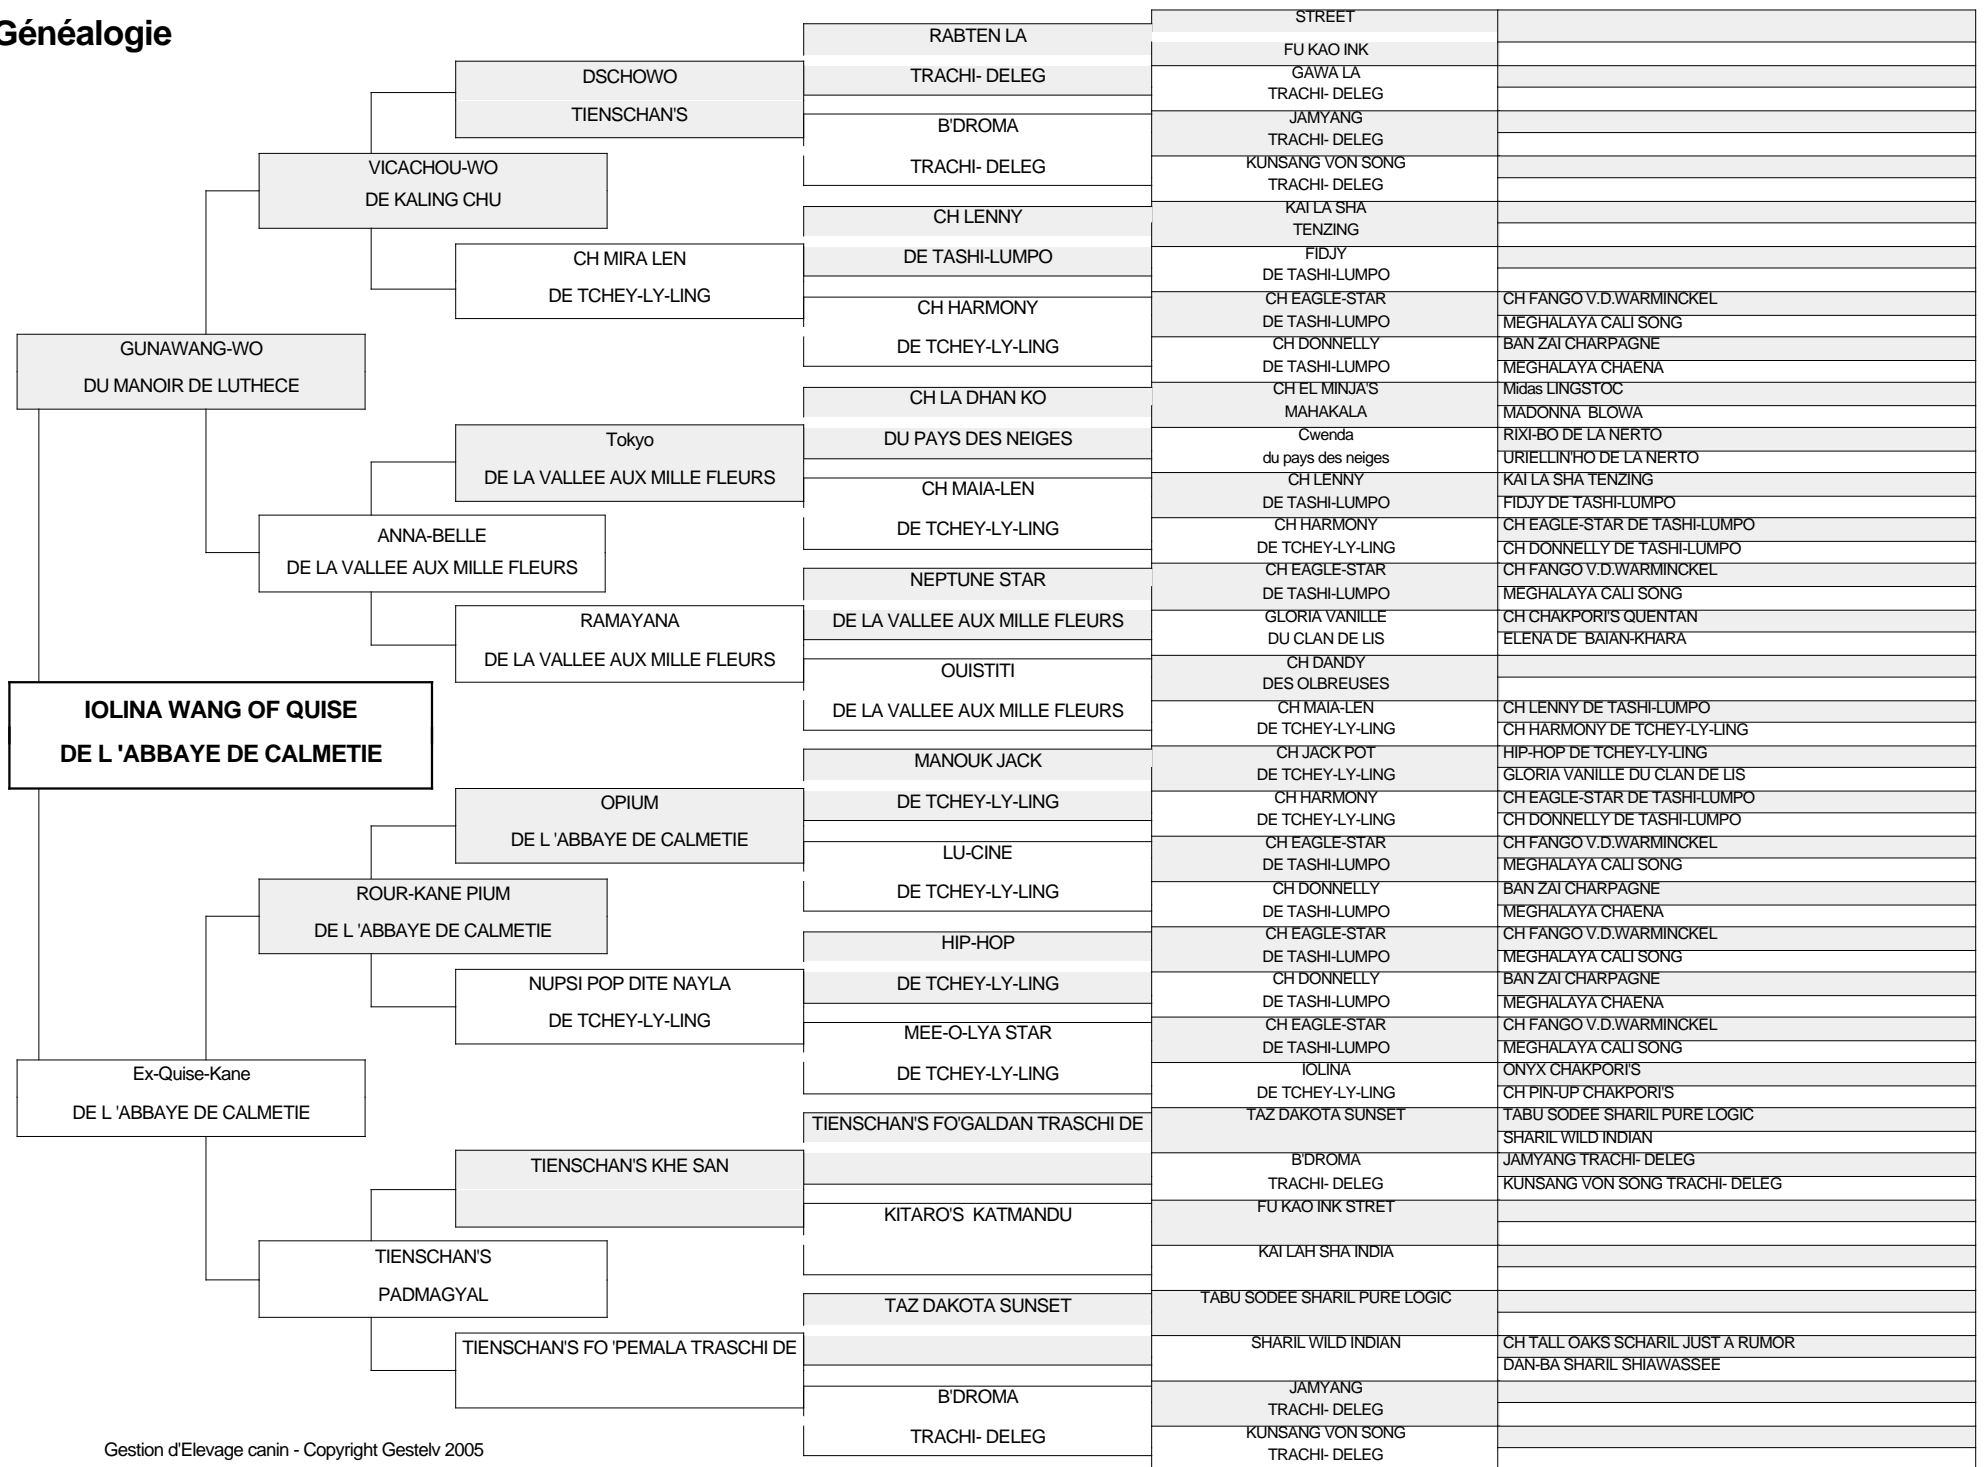 Généalogie
IOLINA WANG OF QUISE
DE L 'ABBAYE DE CALMETIE
GUNAWANG-WO
DU MANOIR DE LUTHECE
Ex-Quise-Kane
DE L 'ABBAYE DE CALMETIE
VICACHOU-WO
DE KALING CHU
ANNA-BELLE
DE LA VALLEE AUX MILLE FLEURS
ROUR-KANE PIUM
DE L 'ABBAYE DE CALMETIE
TIENSCHAN'S
PADMAGYAL
DSCHOWO
TIENSCHAN'S
CH MIRA LEN
DE TCHEY-LY-LING
Tokyo
DE LA VALLEE AUX MILLE FLEURS
RAMAYANA
DE LA VALLEE AUX MILLE FLEURS
OPIUM
DE L 'ABBAYE DE CALMETIE
NUPSI POP DITE NAYLA
DE TCHEY-LY-LING
TIENSCHAN'S KHE SAN
TIENSCHAN'S FO 'PEMALA TRASCHI DE
RABTEN LA
TRACHI- DELEG
B'DROMA
TRACHI- DELEG
CH LENNY
DE TASHI-LUMPO
CH HARMONY
DE TCHEY-LY-LING
CH LA DHAN KO
DU PAYS DES NEIGES
CH MAIA-LEN
DE TCHEY-LY-LING
NEPTUNE STAR
DE LA VALLEE AUX MILLE FLEURS
OUISTITI
DE LA VALLEE AUX MILLE FLEURS
MANOUK JACK
DE TCHEY-LY-LING
LU-CINE
DE TCHEY-LY-LING
HIP-HOP
DE TCHEY-LY-LING
MEE-O-LYA STAR
DE TCHEY-LY-LING
TIENSCHAN'S FO'GALDAN TRASCHI DE
KITARO'S KATMANDU
TAZ DAKOTA SUNSET
B'DROMA
TRACHI- DELEG
STREET
FU KAO INK
GAWA LA
TRACHI- DELEG
JAMYANG
TRACHI- DELEG
KUNSANG VON SONG
TRACHI- DELEG
KAI LA SHA
TENZING
FIDJY
DE TASHI-LUMPO
CH EAGLE-STAR
DE TASHI-LUMPO
CH DONNELLY
DE TASHI-LUMPO
CH EL MINJA'S
MAHAKALA
Cwenda
du pays des neiges
CH LENNY
DE TASHI-LUMPO
CH HARMONY
DE TCHEY-LY-LING
CH EAGLE-STAR
DE TASHI-LUMPO
GLORIA VANILLE
DU CLAN DE LIS
CH DANDY
DES OLBREUSES
CH MAIA-LEN
DE TCHEY-LY-LING
CH JACK POT
DE TCHEY-LY-LING
CH HARMONY
DE TCHEY-LY-LING
CH EAGLE-STAR
DE TASHI-LUMPO
CH DONNELLY
DE TASHI-LUMPO
CH EAGLE-STAR
DE TASHI-LUMPO
CH DONNELLY
DE TASHI-LUMPO
CH EAGLE-STAR
DE TASHI-LUMPO
IOLINA
DE TCHEY-LY-LING
TAZ DAKOTA SUNSET
B'DROMA
TRACHI- DELEG
FU KAO INK STRET
KAI LAH SHA INDIA
TABU SODEE SHARIL PURE LOGIC
SHARIL WILD INDIAN
JAMYANG
TRACHI- DELEG
KUNSANG VON SONG
TRACHI- DELEG
CH FANGO V.D.WARMINCKEL
MEGHALAYA CALI SONG
BAN ZAI CHARPAGNE
MEGHALAYA CHAENA
Midas LINGSTOC
MADONNA BLOWA
RIXI-BO DE LA NERTO
URIELLIN'HO DE LA NERTO
KAI LA SHA TENZING
FIDJY DE TASHI-LUMPO
CH EAGLE-STAR DE TASHI-LUMPO
CH DONNELLY DE TASHI-LUMPO
CH FANGO V.D.WARMINCKEL
MEGHALAYA CALI SONG
CH CHAKPORI'S QUENTAN
ELENA DE BAIAN-KHARA
CH LENNY DE TASHI-LUMPO
CH HARMONY DE TCHEY-LY-LING
HIP-HOP DE TCHEY-LY-LING
GLORIA VANILLE DU CLAN DE LIS
CH EAGLE-STAR DE TASHI-LUMPO
CH DONNELLY DE TASHI-LUMPO
CH FANGO V.D.WARMINCKEL
MEGHALAYA CALI SONG
BAN ZAI CHARPAGNE
MEGHALAYA CHAENA
CH FANGO V.D.WARMINCKEL
MEGHALAYA CALI SONG
BAN ZAI CHARPAGNE
MEGHALAYA CHAENA
CH FANGO V.D.WARMINCKEL
MEGHALAYA CALI SONG
ONYX CHAKPORI'S
CH PIN-UP CHAKPORI'S
TABU SODEE SHARIL PURE LOGIC
SHARIL WILD INDIAN
JAMYANG TRACHI- DELEG
KUNSANG VON SONG TRACHI- DELEG
CH TALL OAKS SCHARIL JUST A RUMOR
DAN-BA SHARIL SHIAWASSEE
Gestion d'Elevage canin - Copyright Gestelv 2005